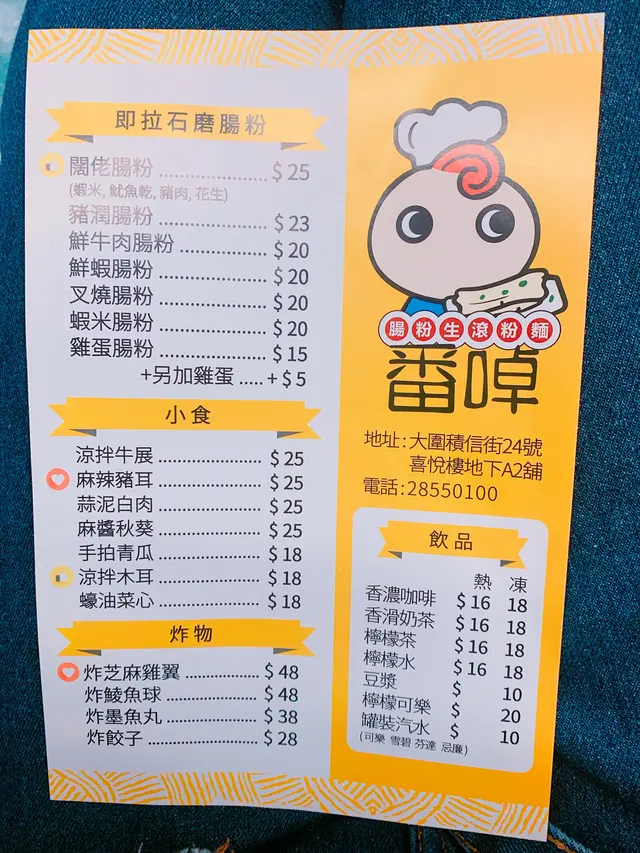 即拉石磨腸粉
闊佬腸粉 ........................ $25
(蝦米, 魷魚乾, 豬肉, 花生)
豬潤腸粉 ........................ $23
鮮牛肉腸粉 ..................... $20
鮮蝦腸粉 ........................ $20
叉燒腸粉 ........................ $20
蝦米腸粉 ........................ $20
雞蛋腸粉 ........................ $15
+另加雞蛋 ..... +$5
小食
涼拌牛展 ........................ $25
麻辣豬耳 ........................ $25
蒜泥白肉 ........................ $25
麻醬秋葵 ........................ $25
手拍青瓜 ........................ $18
涼拌木耳 ........................ $18
蠔油菜心 ........................ $18
炸物
炸芝麻雞翼 ................. $48
炸鯪魚球 ..................... $48
炸墨魚丸 ..................... $38
炸餃子 ........................ $28
腸粉生滾粉麵
番啅
地址:大圍積信街24號
喜悅樓地下A2舖
電話:28550100
飲品
熱 凍
香濃咖啡 $16 18
香滑奶茶 $16 18
檸檬茶 $16 18
檸檬水 $16 18
豆漿 $ 10
檸檬可樂 $ 20
罐裝汽水 $ 10
(可樂 雪碧 芬達 忌廉)